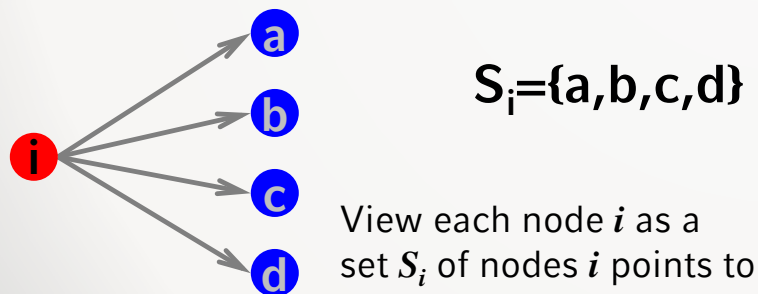 a
S_i={a,b,c,d}
b
i
c
View each node i as a
set S_i of nodes i points to
d